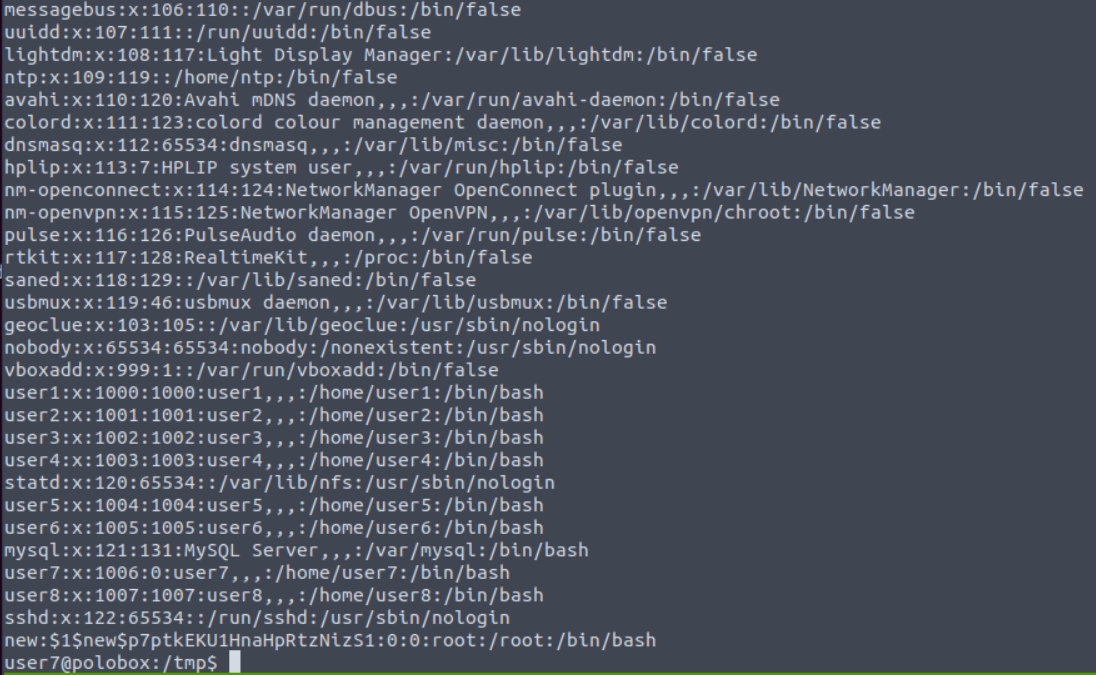 messagebus:x:106:110::/var/run/dbus:/bin/false
uuidd:x:107:111::/run/uuidd:/bin/false
lightdm:x:108:117:Light Display Manager:/var/lib/lightdm:/bin/false
ntp:x:109:119::/home/ntp:/bin/false
avahi:x:110:120:Avahi mDNS daemon,,,:/var/run/avahi-daemon:/bin/false
colord:x:111:123:colord colour management daemon,,,:/var/lib/colord:/bin/false
dnsmasq:x:112:65534:dnsmasq,,,:/var/lib/misc:/bin/false
hplip:x:113:7:HPLIP system user,,,:/var/run/hplip:/bin/false
nm-openconnect:x:114:124:NetworkManager OpenConnect plugin,,,:/var/lib/NetworkManager:/bin/false
nm-openvpn:x:115:125:NetworkManager OpenVPN,,,:/var/lib/openvpn/chroot:/bin/false
pulse:x:116:126:PulseAudio daemon,,,:/var/run/pulse:/bin/false
rtkit:x:117:128:RealtimeKit,,,:/proc:/bin/false
saned:x:118:129::/var/lib/saned:/bin/false
usbmux:x:119:46:usbmux daemon,,,:/var/lib/usbmux:/bin/false
geoclue:x:103:105::/var/lib/geoclue:/usr/sbin/nologin
nobody:x:65534:65534:nobody:/nonexistent:/usr/sbin/nologin
vboxadd:x:999:1::/var/run/vboxadd:/bin/false
user1:x:1000:1000:user1,,,:/home/user1:/bin/bash
user2:x:1001:1001:user2,,,:/home/user2:/bin/bash
user3:x:1002:1002:user3,,,:/home/user3:/bin/bash
user4:x:1003:1003:user4,,,:/home/user4:/bin/bash
statd:x:120:65534::/var/lib/nfs:/usr/sbin/nologin
user5:x:1004:1004:user5,,,:/home/user5:/bin/bash
user6:x:1005:1005:user6,,,:/home/user6:/bin/bash
mysql:x:121:131:MySQL Server,,,:/var/mysql:/bin/bash
user7:x:1006:0:user7,,,:/home/user7:/bin/bash
user8:x:1007:1007:user8,,,:/home/user8:/bin/bash
sshd:x:122:65534::/run/sshd:/usr/sbin/nologin
new:$1$new$p7ptkEKU1HnaHpRtzNizS1:0:0:root:/root:/bin/bash
user7@polobox:/tmp$